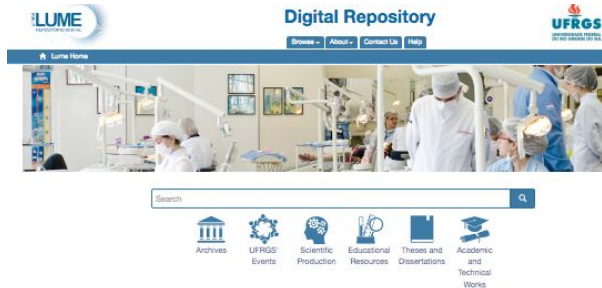 LUME
REPOSITÓRIO DIGITAL
Digital Repository
UFRGS
UNIVERSIDADE FEDERAL
DO RIO GRANDE DO SUL
Browse
About
Contact Us
Help
Lume Home
Search
Archives
UFRGS'
Events
Scientific
Production
Educational
Resources
Theses and
Dissertations
Academic
and
Technical
Works